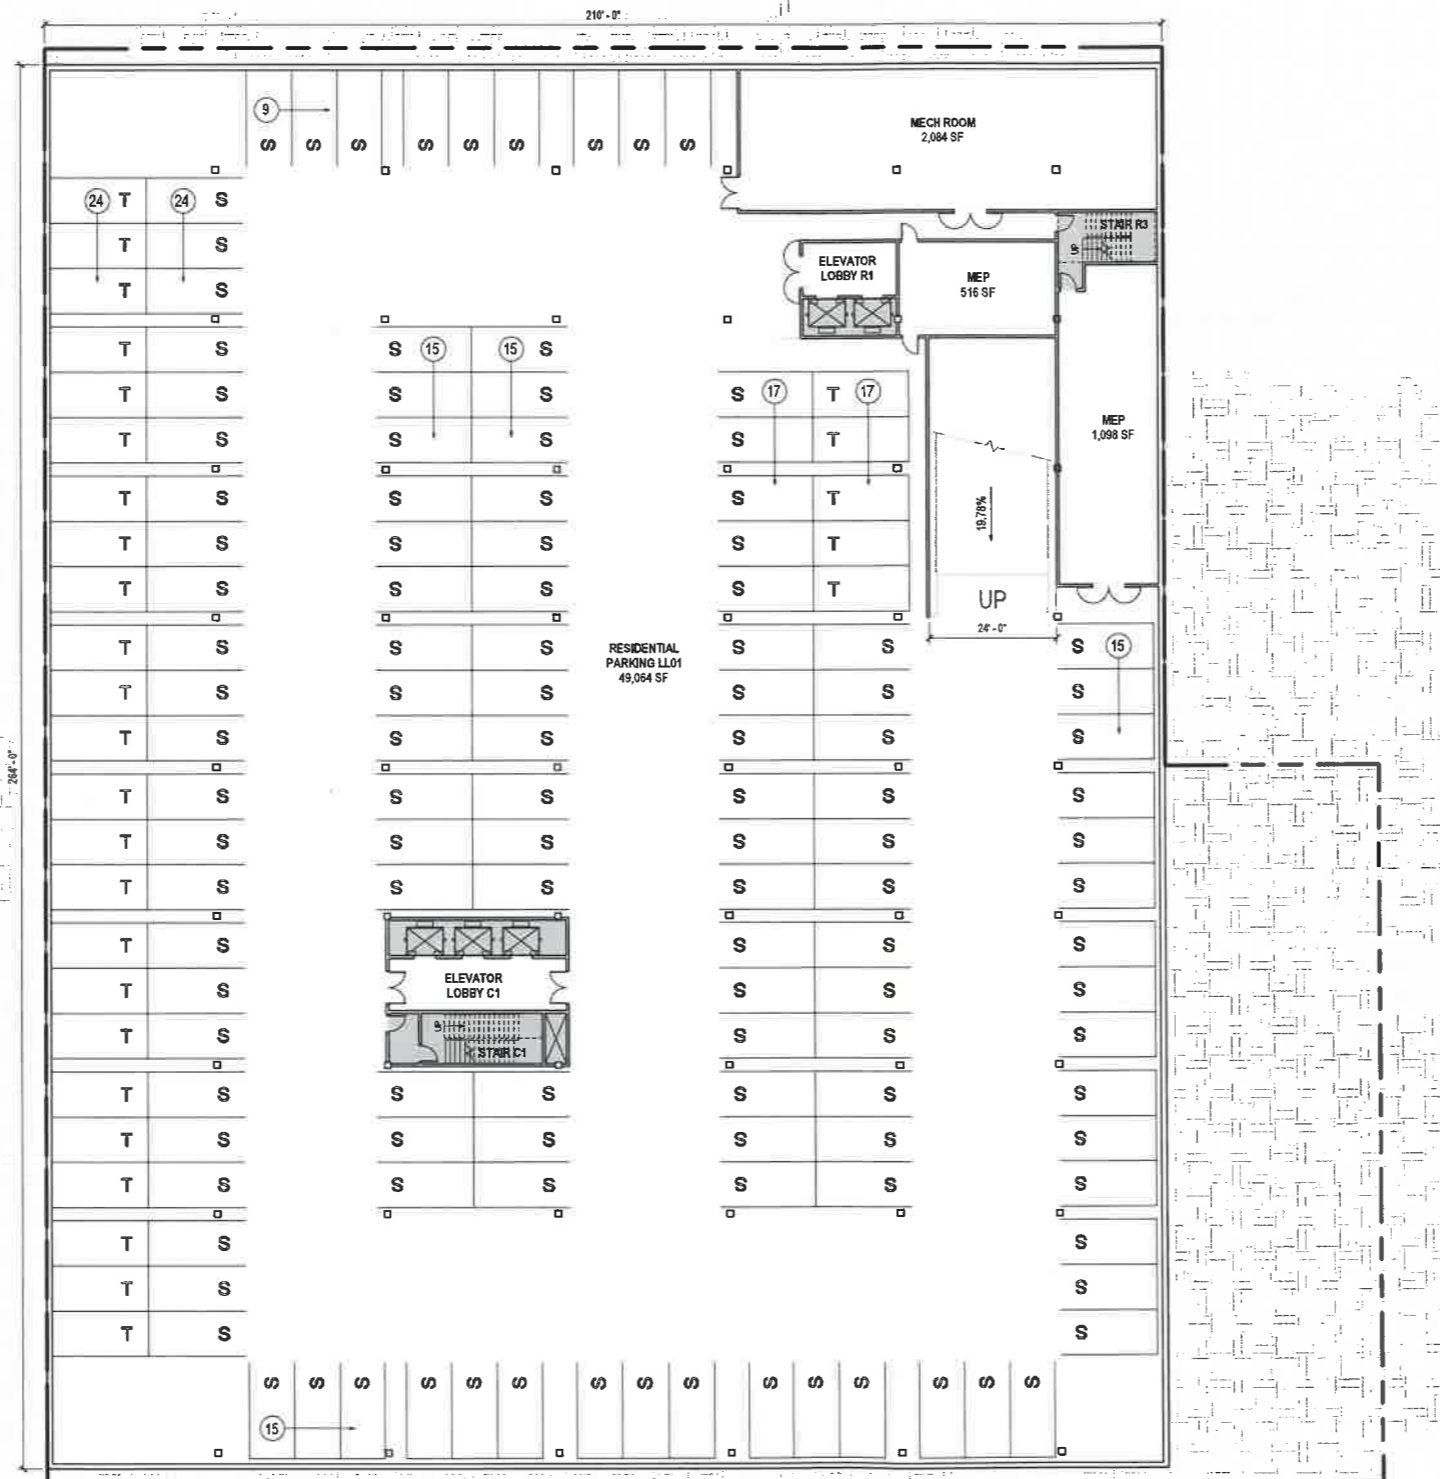 210' - 0"
9
S S S S S S S S S
MECH ROOM
2,084 SF
24 T 24 S
T S
T S
STAIR R3
UP
ELEVATOR
LOBBY R1
MEP
516 SF
T S S 15 15 S
T S S S S 17 T 17
T S S S S T
MEP
1,098 SF
T S S S S T
T S S S S T
T S S S S T
19.78%
UP
24' - 0"
RESIDENTIAL
PARKING LL01
49,064 SF
T S S S S S S 15
T S S S S S S
T S S S S S S
264' - 0"
T S S S S S S
T S S S S S S
T S S S S S S
T S S S S
T S S S S
T S S S S
ELEVATOR
LOBBY C1
UP
STAIR C1
T S S S S S S
T S S S S S S
T S S S S S S
T S S
T S S
T S S
S S S S S S S S S S S S S S S
15